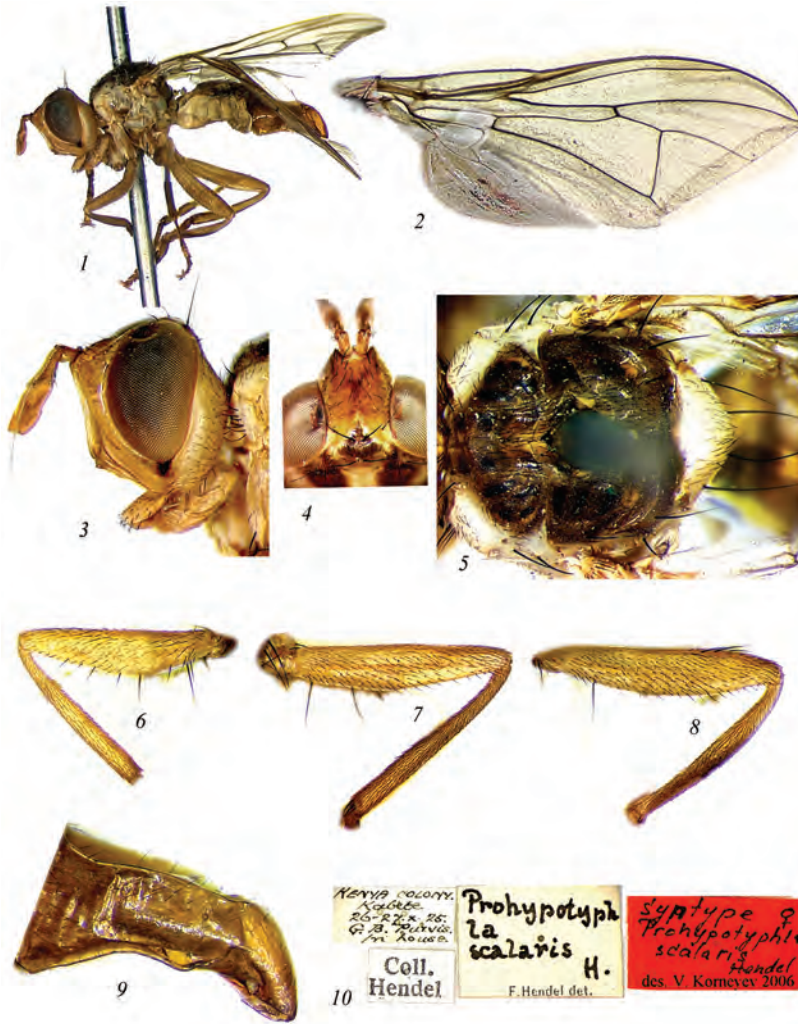 1
2
3
4
5
6
7
8
9
10
KENYA COLONY.
Kabete
26-27.X.25.
G.B. Purvis.
in house.
Coll.
Hendel
Prohypotyph
la
scalaris
H.
F. Hendel det.
Syntype ♀
Prohypotyphla
scalaris
Hendel
des. V. Korneyev 2006